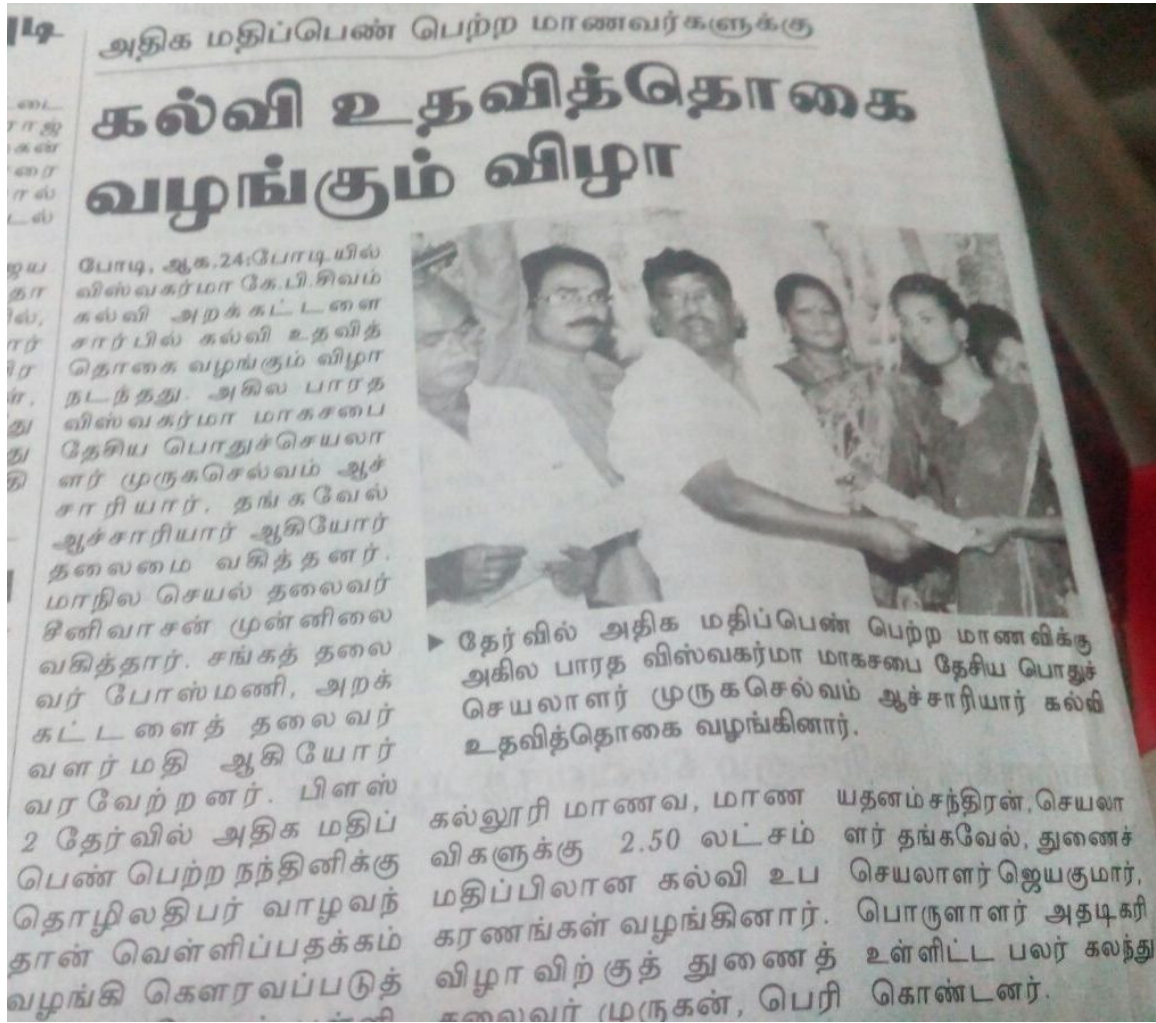 அதிக மதிப்பெண் பெற்ற மாணவர்களுக்கு
கல்வி உதவித்தொகை
வழங்கும் விழா
போடி, ஆக.24:போடியில்
விஸ்வகர்மா கே.பி.சிவம்
கல்வி அறக்கட்டளை
சார்பில் கல்வி உதவித்
தொகை வழங்கும் விழா
நடந்தது. அகில பாரத
விஸ்வகர்மா மாகசபை
தேசிய பொதுச்செயலா
ளர் முருகசெல்வம் ஆச்
சாரியார், தங்கவேல்
ஆச்சாரியார் ஆகியோர்
தலைமை வகித்தனர்.
மாநில செயல் தலைவர்
சீனிவாசன் முன்னிலை
வகித்தார். சங்கத் தலை
வர் போஸ்மணி, அறக்
கட்டளைத் தலைவர்
வளர்மதி ஆகியோர்
வரவேற்றனர். பிளஸ்
2 தேர்வில் அதிக மதிப்
பெண் பெற்ற நந்தினிக்கு
தொழிலதிபர் வாழவந்
தான் வெள்ளிப்பதக்கம்
வழங்கி கௌரவப்படுத்
▶ தேர்வில் அதிக மதிப்பெண் பெற்ற மாணவிக்கு
அகில பாரத விஸ்வகர்மா மாகசபை தேசிய பொதுச்
செயலாளர் முருகசெல்வம் ஆச்சாரியார் கல்வி
உதவித்தொகை வழங்கினார்.
கல்லூரி மாணவ, மாண
விகளுக்கு 2.50 லட்சம்
மதிப்பிலான கல்வி உப
கரணங்கள் வழங்கினார்.
விழாவிற்குத் துணைத்
தலைவர் முருகன், பெரி
யதனம்சந்திரன்,செயலா
ளர் தங்கவேல், துணைச்
செயலாளர் ஜெயகுமார்,
பொருளாளர் அதடிகரி
உள்ளிட்ட பலர் கலந்து
கொண்டனர்.